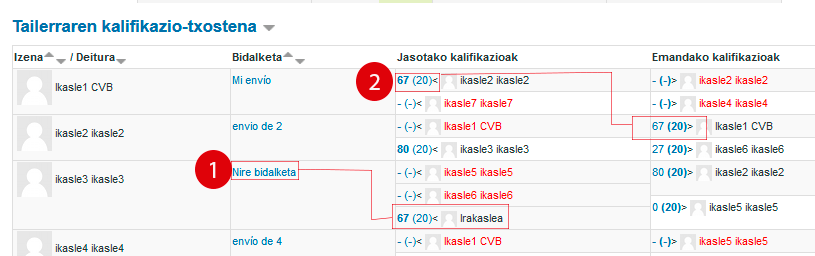 Tailerraren kalifikazio-txostena
Izena / Deitura Bidalketa Jasotako kalifikazioak Emandako kalifikazioak
Ikasle1 CVB Mi envío 2 67 (20)< ikasle2 ikasle2 - (-)> ikasle2 ikasle2
- (-)< ikasle7 ikasle7 - (-)> ikasle4 ikasle4
ikasle2 ikasle2 envío de 2 - (-)< Ikasle1 CVB 67 (20)> Ikasle1 CVB
80 (20)< ikasle3 ikasle3 27 (20)> ikasle6 ikasle6
ikasle3 ikasle3 1 Nire bidalketa - (-)< ikasle5 ikasle5 80 (20)> ikasle2 ikasle2
- (-)< ikasle6 ikasle6
67 (20)< Irakaslea 0 (20)> ikasle5 ikasle5
ikasle4 ikasle4 envío de 4 - (-)< Ikasle1 CVB - (-)> ikasle5 ikasle5